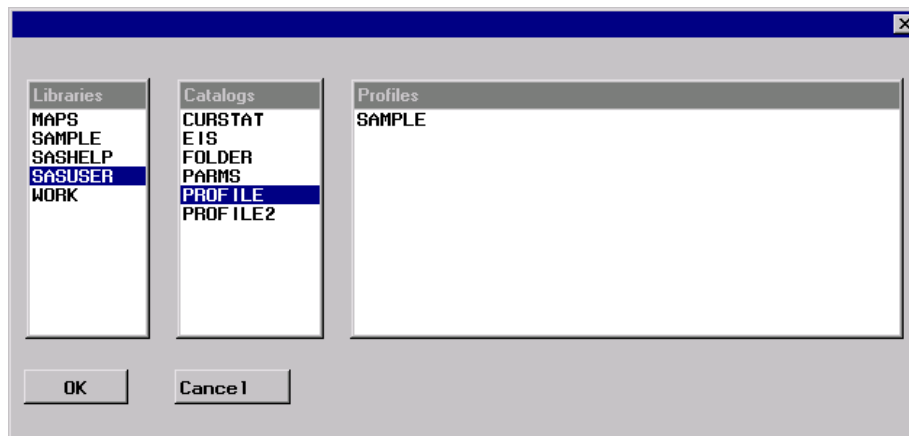 Libraries
MAPS
SAMPLE
SASHELP
SASUSER
WORK
Catalogs
CURSTAT
EIS
FOLDER
PARMS
PROFILE
PROFILE2
Profiles
SAMPLE
OK
Cancel